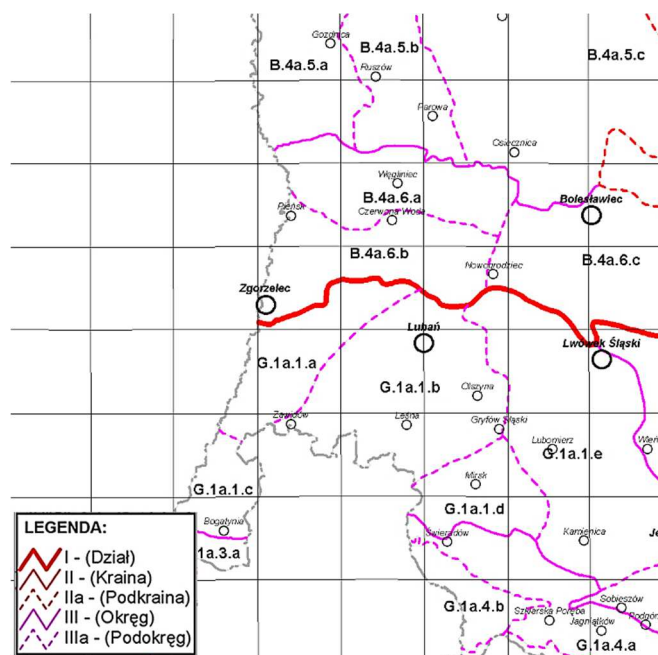 Gozdnica
B.4a.5.b
B.4a.5.a
Ruszów
B.4a.5.c
Parowa
Osiecznica
Węgliniec
B.4a.6.a
Pieńsk
Czerwona Woda
Bolesławiec
B.4a.6.b
B.4a.6.c
Nowogrodziec
Zgorzelec
Lubań
Lwówek Śląski
G.1a.1.a
G.1a.1.b
Olszyna
Zawidów
Leśna
Gryfów Śląski
Lubomierz
G.1a.1.e
Mirsk
G.1a.1.c
G.1a.1.d
Bogatynia
1a.3.a
Świeradów
Kamienica
G.1a.4.b
Szklarska Poręba
Sobieszów
Jagniątków
G.1a.4.a
LEGENDA:
I - (Dział)
II - (Kraina)
IIa - (Podkraina)
III - (Okręg)
IIIa - (Podokręg)